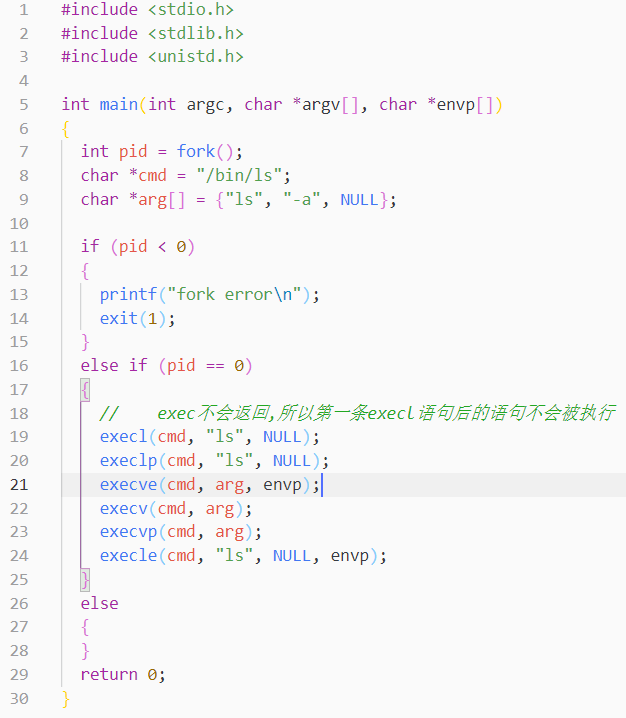 1 #include <stdio.h>
2 #include <stdlib.h>
3 #include <unistd.h>
4
5 int main(int argc, char *argv[], char *envp[])
6 {
7   int pid = fork();
8   char *cmd = "/bin/ls";
9   char *arg[] = {"ls", "-a", NULL};
10
11   if (pid < 0)
12   {
13     printf("fork error\n");
14     exit(1);
15   }
16   else if (pid == 0)
17   {
18     //    exec不会返回,所以第一条execl语句后的语句不会被执行
19     execl(cmd, "ls", NULL);
20     execlp(cmd, "ls", NULL);
21     execve(cmd, arg, envp);
22     execv(cmd, arg);
23     execvp(cmd, arg);
24     execle(cmd, "ls", NULL, envp);
25   }
26   else
27   {
28   }
29   return 0;
30 }